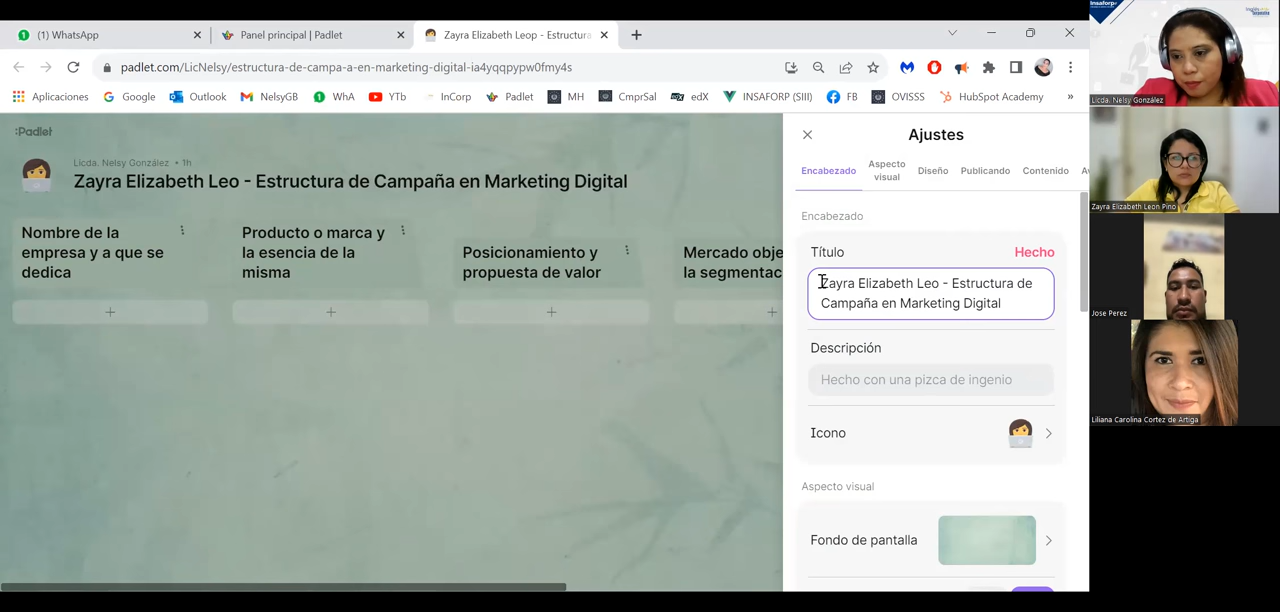 (1) WhatsApp
Panel principal | Padlet
Zayra Elizabeth Leop - Estructura
padlet.com/LicNelsy/estructura-de-campa-a-en-marketing-digital-ia4yqqpypw0fmy4s
Aplicaciones Google Outlook NelsyGB WhA YTb InCorp Padlet MH CmprSal edX INSAFORP (SIII) FB OVISSS HubSpot Academy »
:Padlet
Licda. Nelsy González • 1h
Zayra Elizabeth Leo - Estructura de Campaña en Marketing Digital
Nombre de la
empresa y a que se
dedica
Producto o marca y
la esencia de la
misma
Posicionamiento y
propuesta de valor
Mercado obje
la segmentac
Ajustes
Encabezado
Aspecto
visual
Diseño
Publicando
Contenido
Encabezado
Título Hecho
Zayra Elizabeth Leo - Estructura de
Campaña en Marketing Digital
Descripción
Hecho con una pizca de ingenio
Icono
Aspecto visual
Fondo de pantalla
Insaforp
Licda. Nelsy González
Zayra Elizabeth Leon Pino
Jose Perez
Liliana Carolina Cortez de Artiga